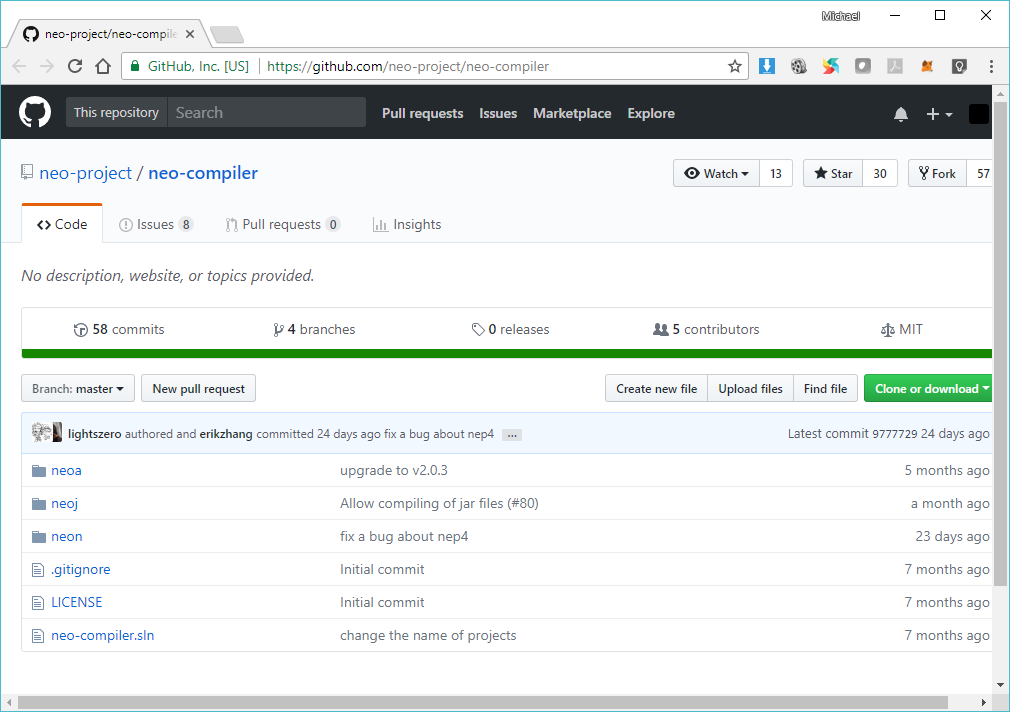 Michael
neo-project/neo-compile
GitHub, Inc. [US] https://github.com/neo-project/neo-compiler
This repository Search Pull requests Issues Marketplace Explore
neo-project / neo-compiler Watch 13 Star 30 Fork 57
Code Issues 8 Pull requests 0 Insights
No description, website, or topics provided.
58 commits 4 branches 0 releases 5 contributors MIT
Branch: master New pull request Create new file Upload files Find file Clone or download
lightszero authored and erikzhang committed 24 days ago fix a bug about nep4 ... Latest commit 9777729 24 days ago
neoa upgrade to v2.0.3 5 months ago
neoj Allow compiling of jar files (#80) a month ago
neon fix a bug about nep4 23 days ago
.gitignore Initial commit 7 months ago
LICENSE Initial commit 7 months ago
neo-compiler.sln change the name of projects 7 months ago